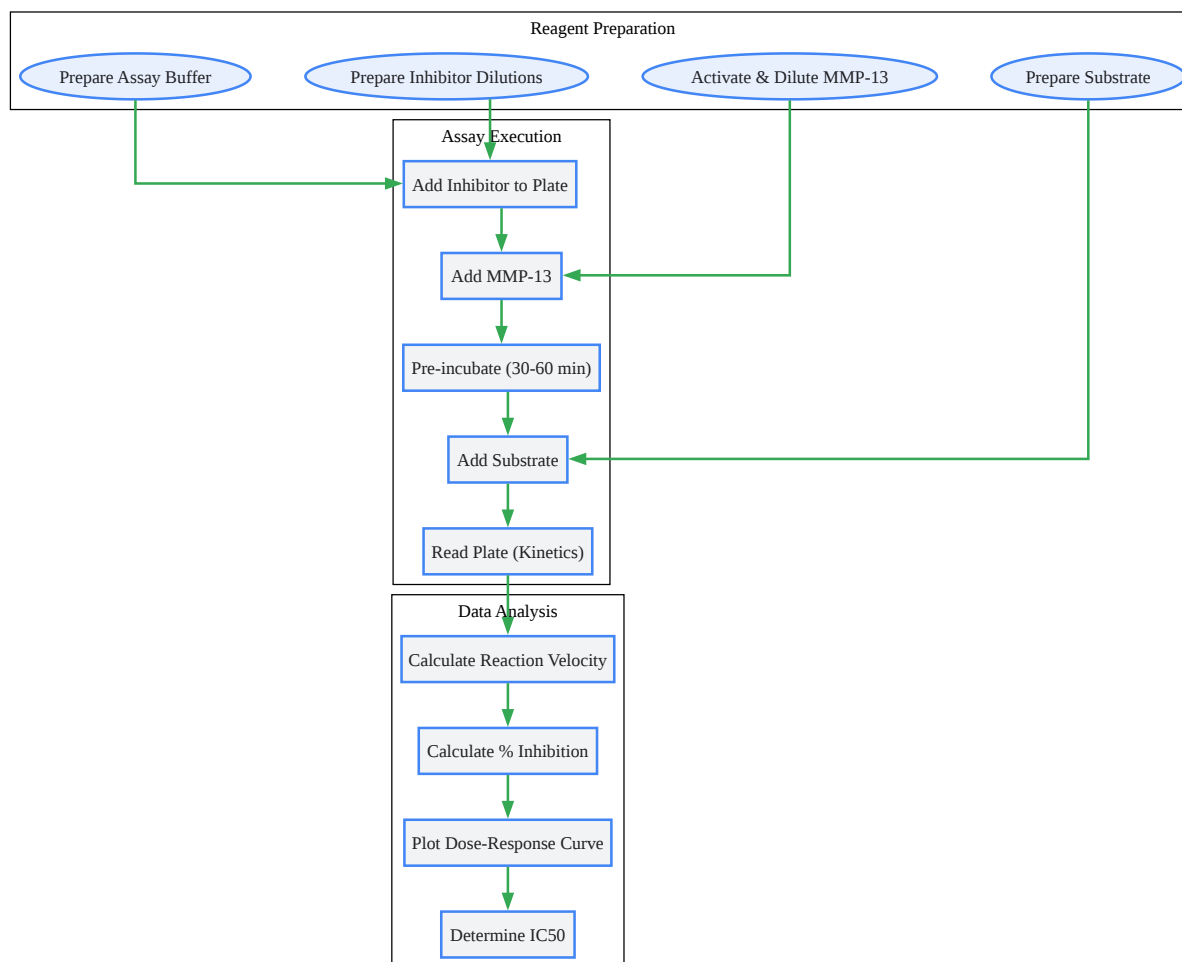 Reagent Preparation
Prepare Assay Buffer
Prepare Inhibitor Dilutions
Activate & Dilute MMP-13
Prepare Substrate
Assay Execution
Add Inhibitor to Plate
Add MMP-13
Pre-incubate (30-60 min)
Add Substrate
Read Plate (Kinetics)
Data Analysis
Calculate Reaction Velocity
Calculate % Inhibition
Plot Dose-Response Curve
Determine IC50